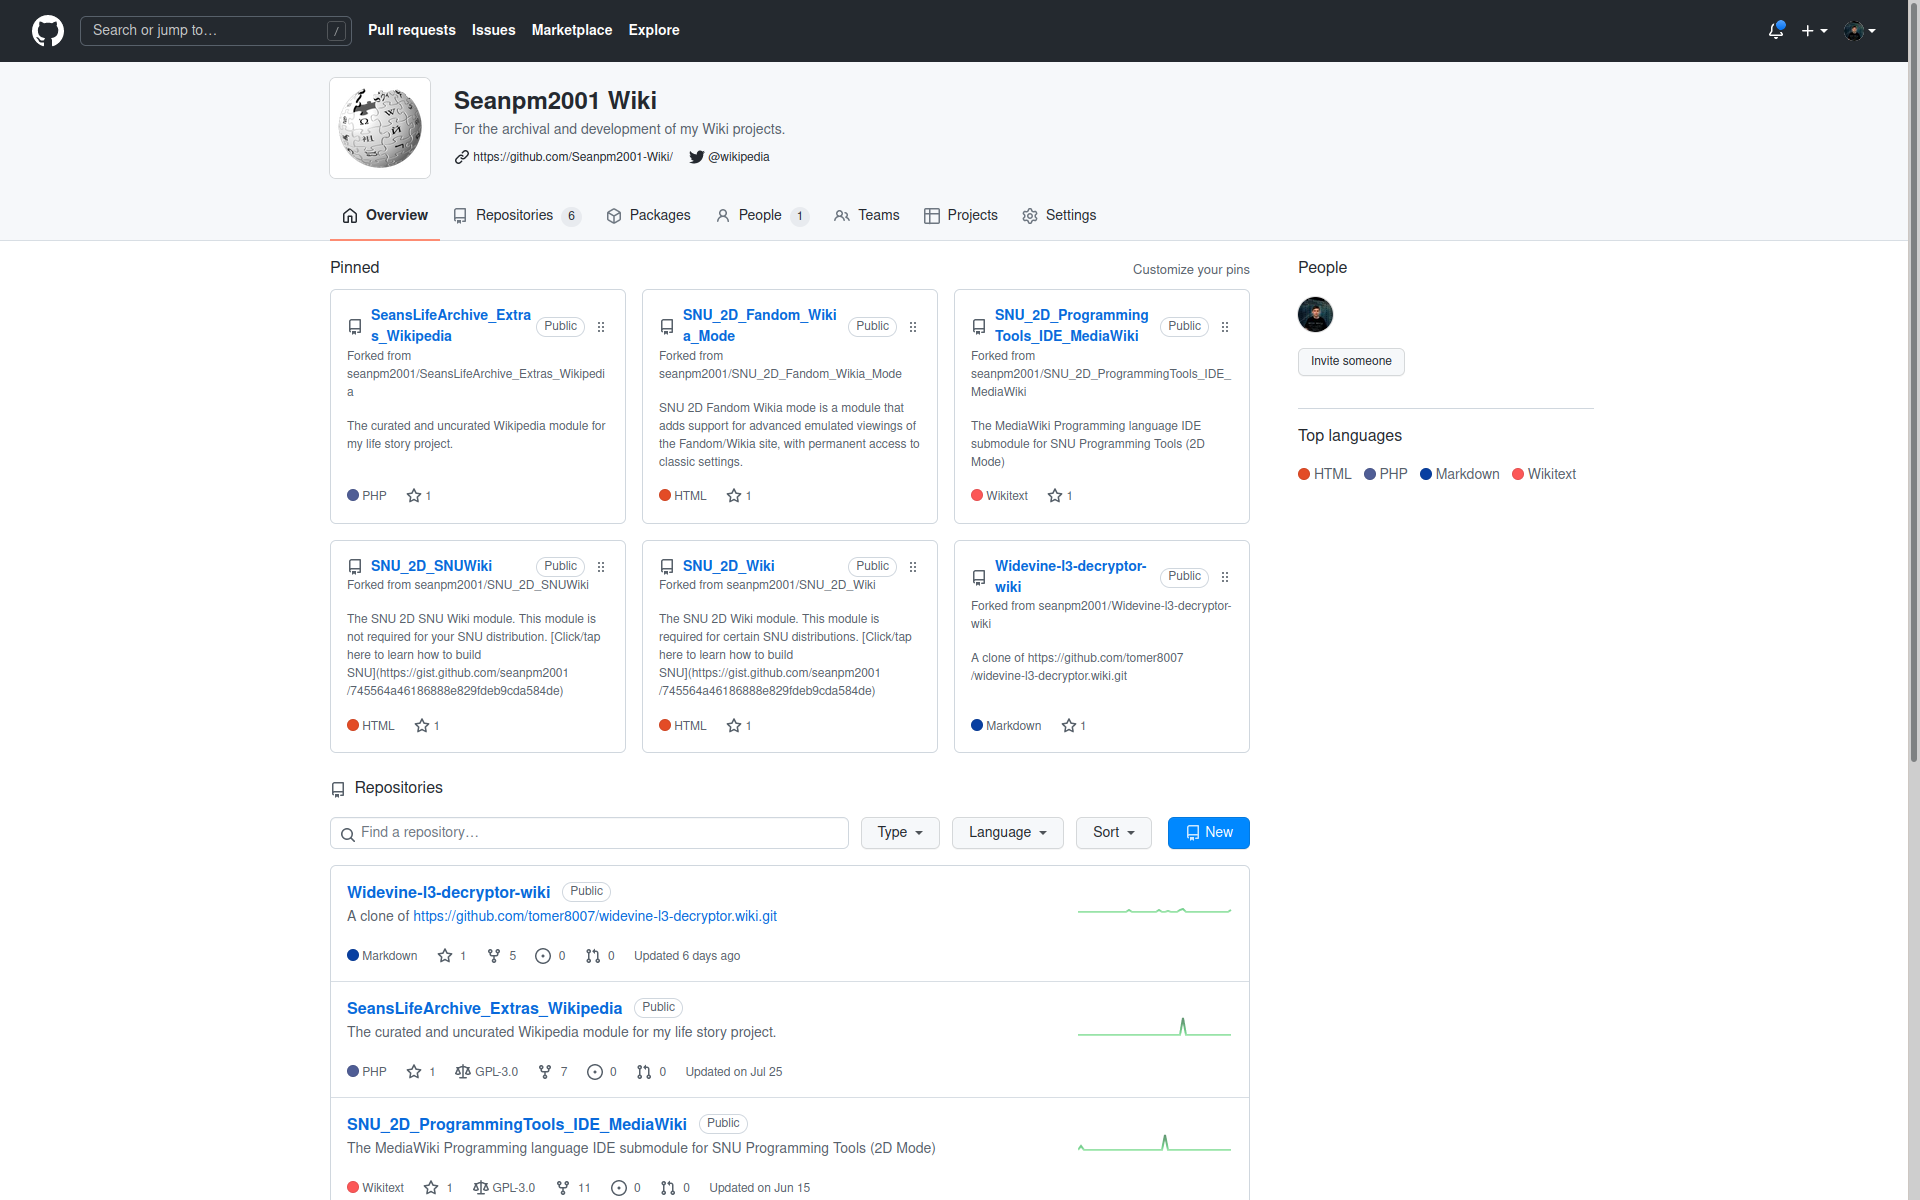 Search or jump to… /
Pull requests Issues Marketplace Explore
Seanpm2001 Wiki
For the archival and development of my Wiki projects.
https://github.com/Seanpm2001-Wiki/ @wikipedia
Overview Repositories 6 Packages People 1 Teams Projects Settings
Pinned
Customize your pins
SeansLifeArchive_Extra
s_Wikipedia
Public
Forked from
seanpm2001/SeansLifeArchive_Extras_Wikipedi
a
The curated and uncurated Wikipedia module for
my life story project.
PHP 1
SNU_2D_Fandom_Wiki
a_Mode
Public
Forked from
seanpm2001/SNU_2D_Fandom_Wikia_Mode
SNU 2D Fandom Wikia mode is a module that
adds support for advanced emulated viewings of
the Fandom/Wikia site, with permanent access to
classic settings.
HTML 1
SNU_2D_Programming
Tools_IDE_MediaWiki
Public
Forked from
seanpm2001/SNU_2D_ProgrammingTools_IDE_
MediaWiki
The MediaWiki Programming language IDE
submodule for SNU Programming Tools (2D
Mode)
Wikitext 1
SNU_2D_SNUWiki Public
Forked from seanpm2001/SNU_2D_SNUWiki
The SNU 2D SNU Wiki module. This module is
not required for your SNU distribution. [Click/tap
here to learn how to build
SNU](https://gist.github.com/seanpm2001
/745564a46186888e829fdeb9cda584de)
HTML 1
SNU_2D_Wiki Public
Forked from seanpm2001/SNU_2D_Wiki
The SNU 2D Wiki module. This module is
required for certain SNU distributions. [Click/tap
here to learn how to build
SNU](https://gist.github.com/seanpm2001
/745564a46186888e829fdeb9cda584de)
HTML 1
Widevine-l3-decryptor-
wiki
Public
Forked from seanpm2001/Widevine-l3-decryptor-
wiki
A clone of https://github.com/tomer8007
/widevine-l3-decryptor.wiki.git
Markdown 1
People
Invite someone
Top languages
HTML PHP Markdown Wikitext
Repositories
Find a repository… Type Language Sort New
Widevine-l3-decryptor-wiki Public
A clone of https://github.com/tomer8007/widevine-l3-decryptor.wiki.git
Markdown 1 5 0 0 Updated 6 days ago
SeansLifeArchive_Extras_Wikipedia Public
The curated and uncurated Wikipedia module for my life story project.
PHP 1 GPL-3.0 7 0 0 Updated on Jul 25
SNU_2D_ProgrammingTools_IDE_MediaWiki Public
The MediaWiki Programming language IDE submodule for SNU Programming Tools (2D Mode)
Wikitext 1 GPL-3.0 11 0 0 Updated on Jun 15